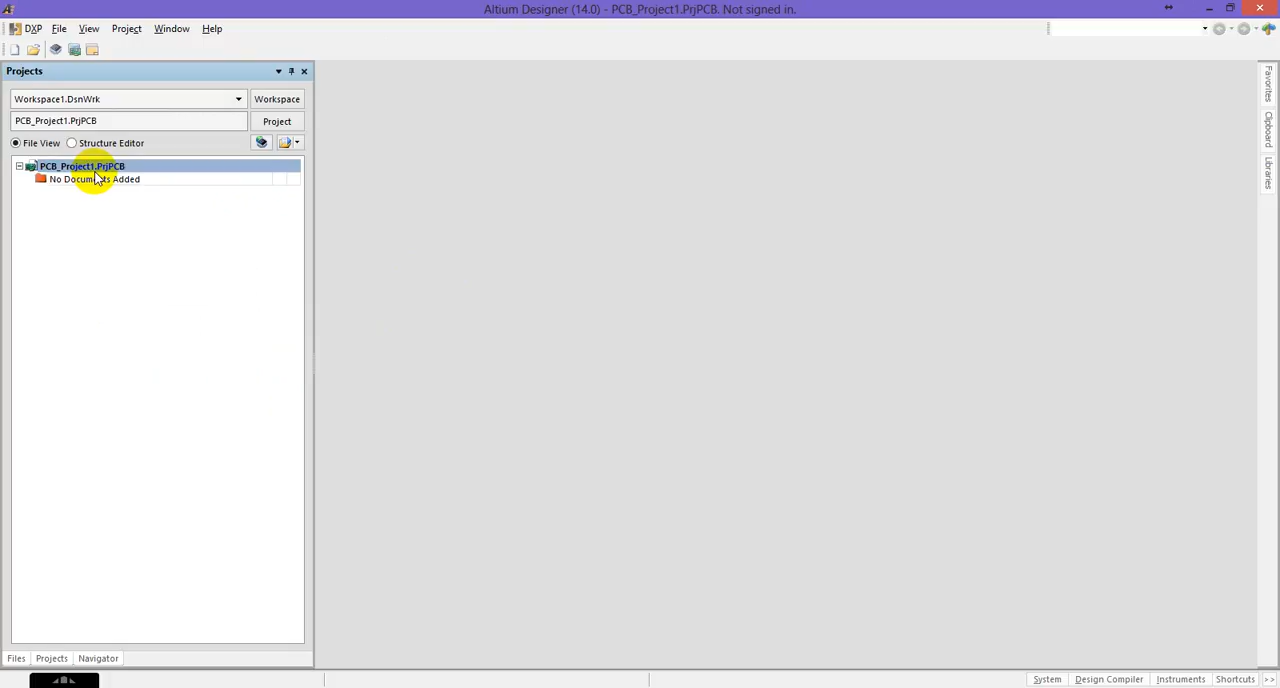 Altium Designer (14.0) - PCB_Project1.PrjPCB. Not signed in.
DXP File View Project Window Help
Projects
Workspace1.DsnWrk Workspace
PCB_Project1.PrjPCB Project
File View Structure Editor
PCB_Project1.PrjPCB
No Documents Added
Favorites
Clipboard
Libraries
Files Projects Navigator
System Design Compiler Instruments Shortcuts >>